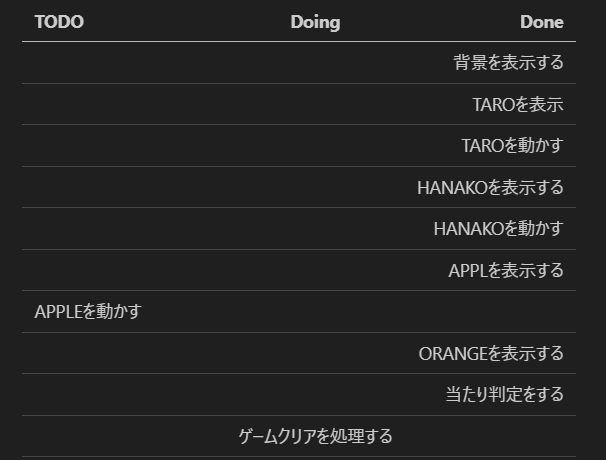 TODO Doing Done
背景を表示する
TAROを表示
TAROを動かす
HANAKOを表示する
HANAKOを動かす
APPLを表示する
APPLEを動かす
ORANGEを表示する
当たり判定をする
ゲームクリアを処理する